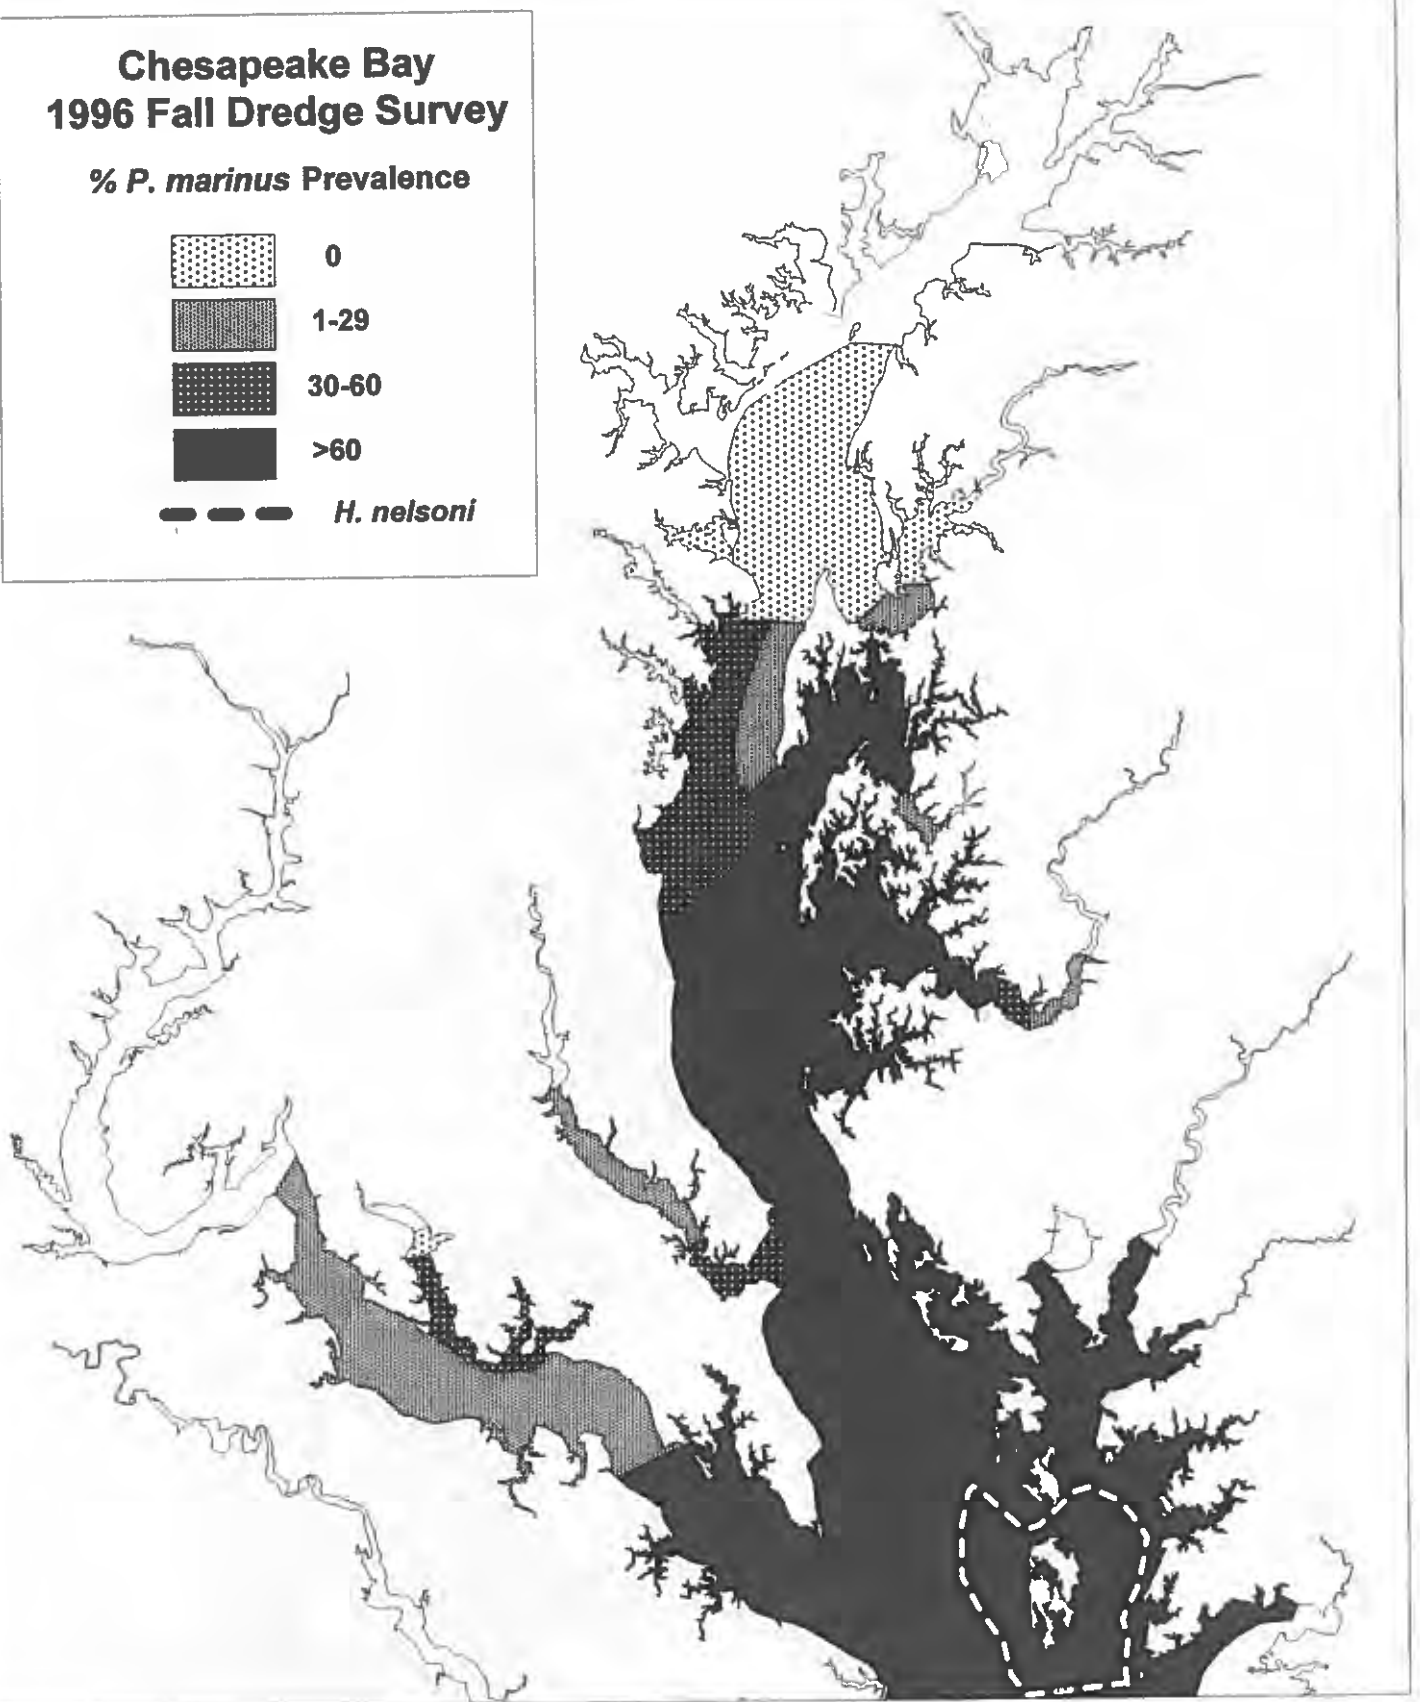 Chesapeake Bay
1996 Fall Dredge Survey
% P. marinus Prevalence
0
1-29
30-60
>60
H. nelsoni